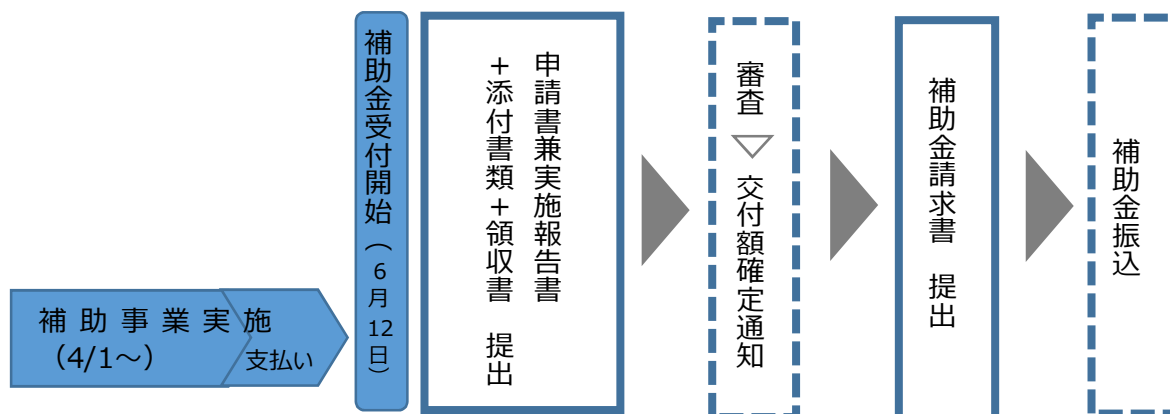 補助事業実施
（4/1～）
支払い
補助金受付開始（6月12日）
申請書兼実施報告書
＋添付書類＋領収書　提出
審査
交付額確定通知
補助金請求書　提出
補助金振込